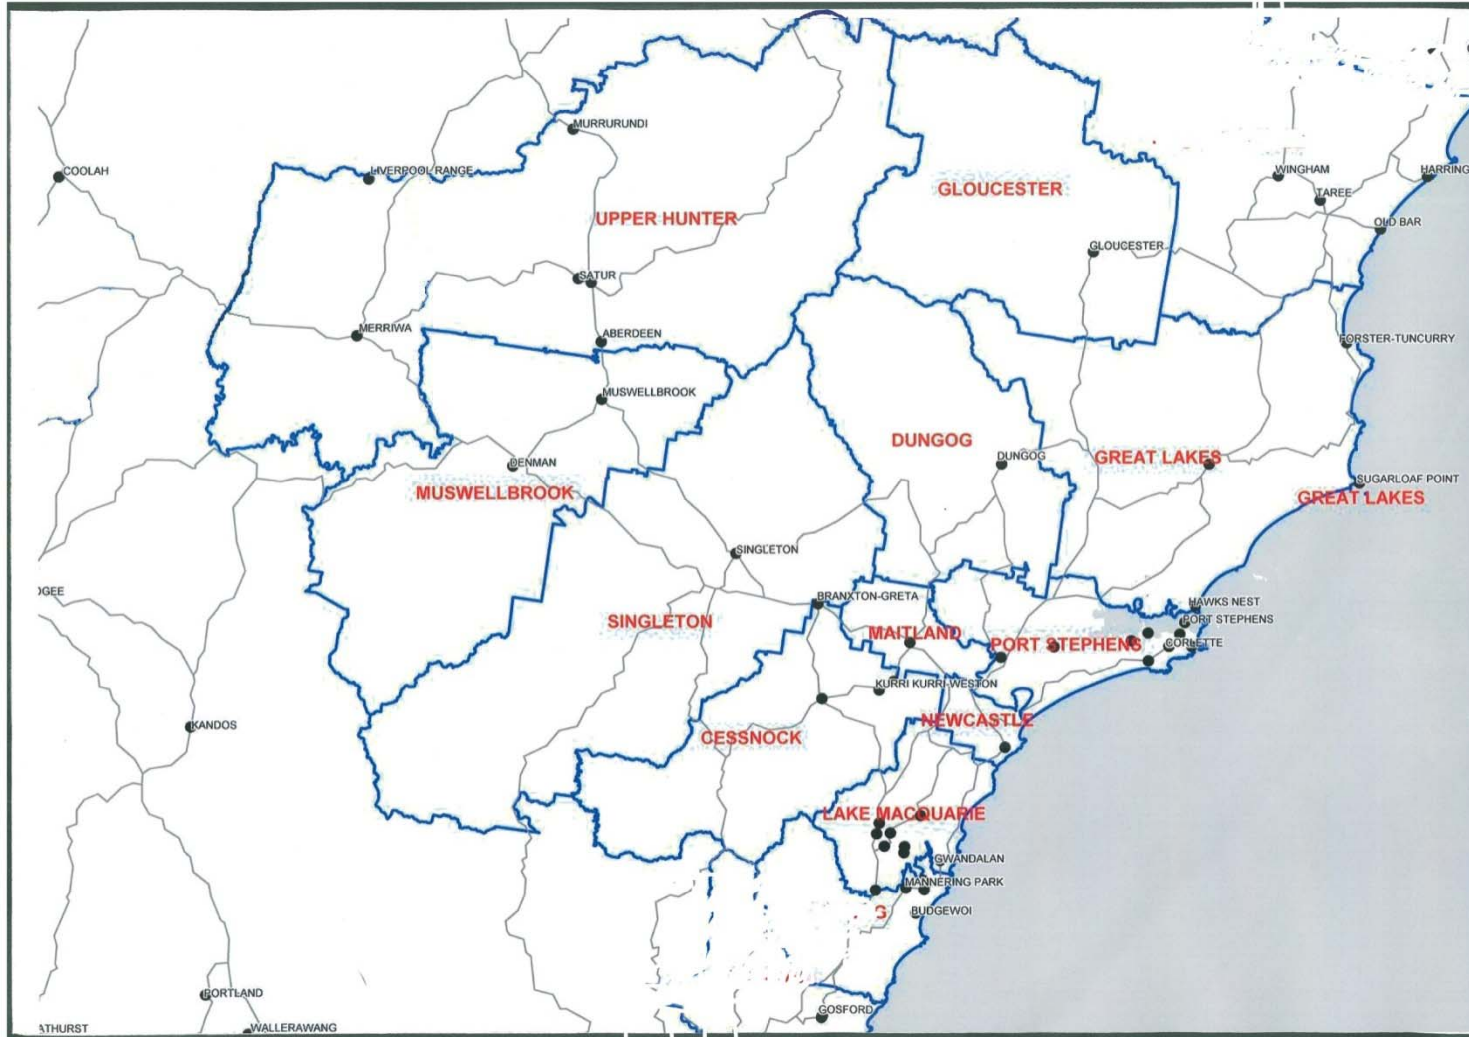 MURRURUNDI
COOLAH
LIVERPOOL RANGE
WINGHAM
HARRING
GLOUCESTER
TAREE
UPPER HUNTER
OLD BAR
GLOUCESTER
SATUR
MERRIWA
ABERDEEN
FORSTER-TUNCURRY
MUSWELLBROOK
DUNGOG
DUNGOG
GREAT LAKES
DENMAN
SUGARLOAF POINT
MUSWELLBROOK
GREAT LAKES
SINGLETON
OGEE
BRANXTON-GRETA
HAWKS NEST
SINGLETON
PORT STEPHENS
MAITLAND
PORT STEPHENS
CORLETTE
KURRI KURRI-WESTON
KANDOS
NEWCASTLE
CESSNOCK
LAKE MACQUARIE
GWANDALAN
MANNERING PARK
G
BUDGEWOI
PORTLAND
GOSFORD
ATHURST
WALLERAWANG